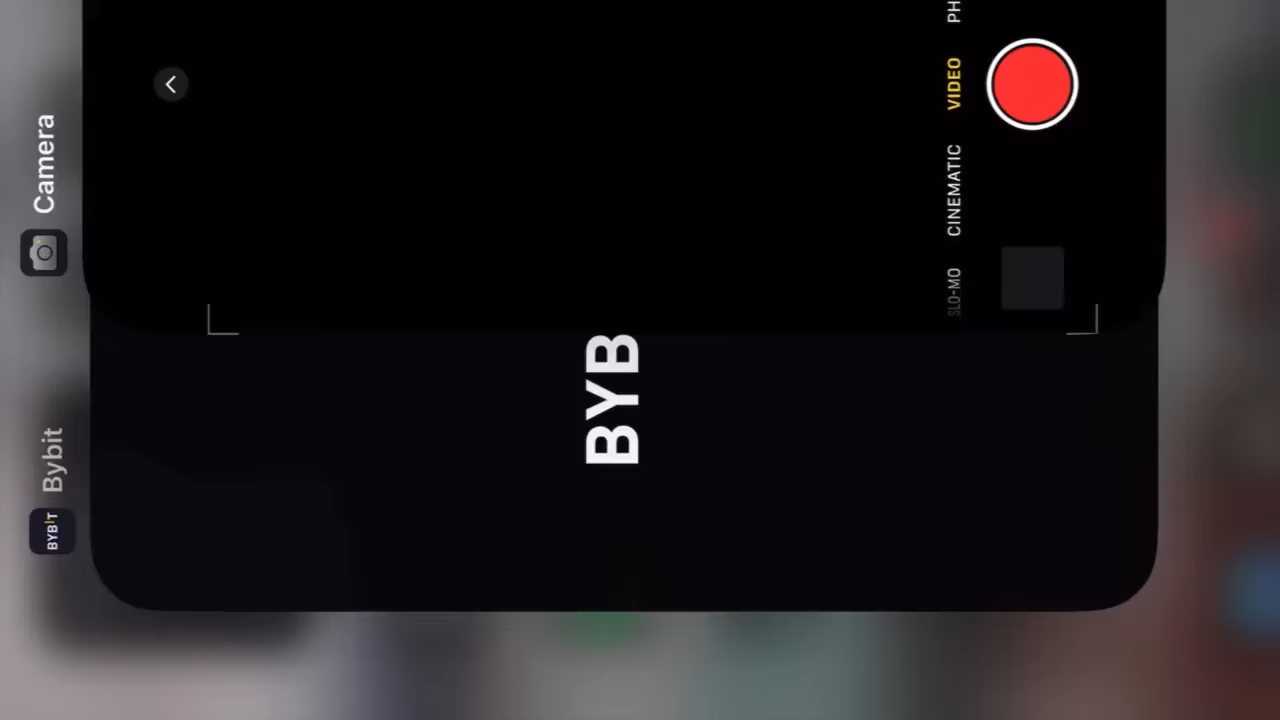 Camera
Bybit
BYBIT
BYB
PH
VIDEO
CINEMATIC
SLO-MO